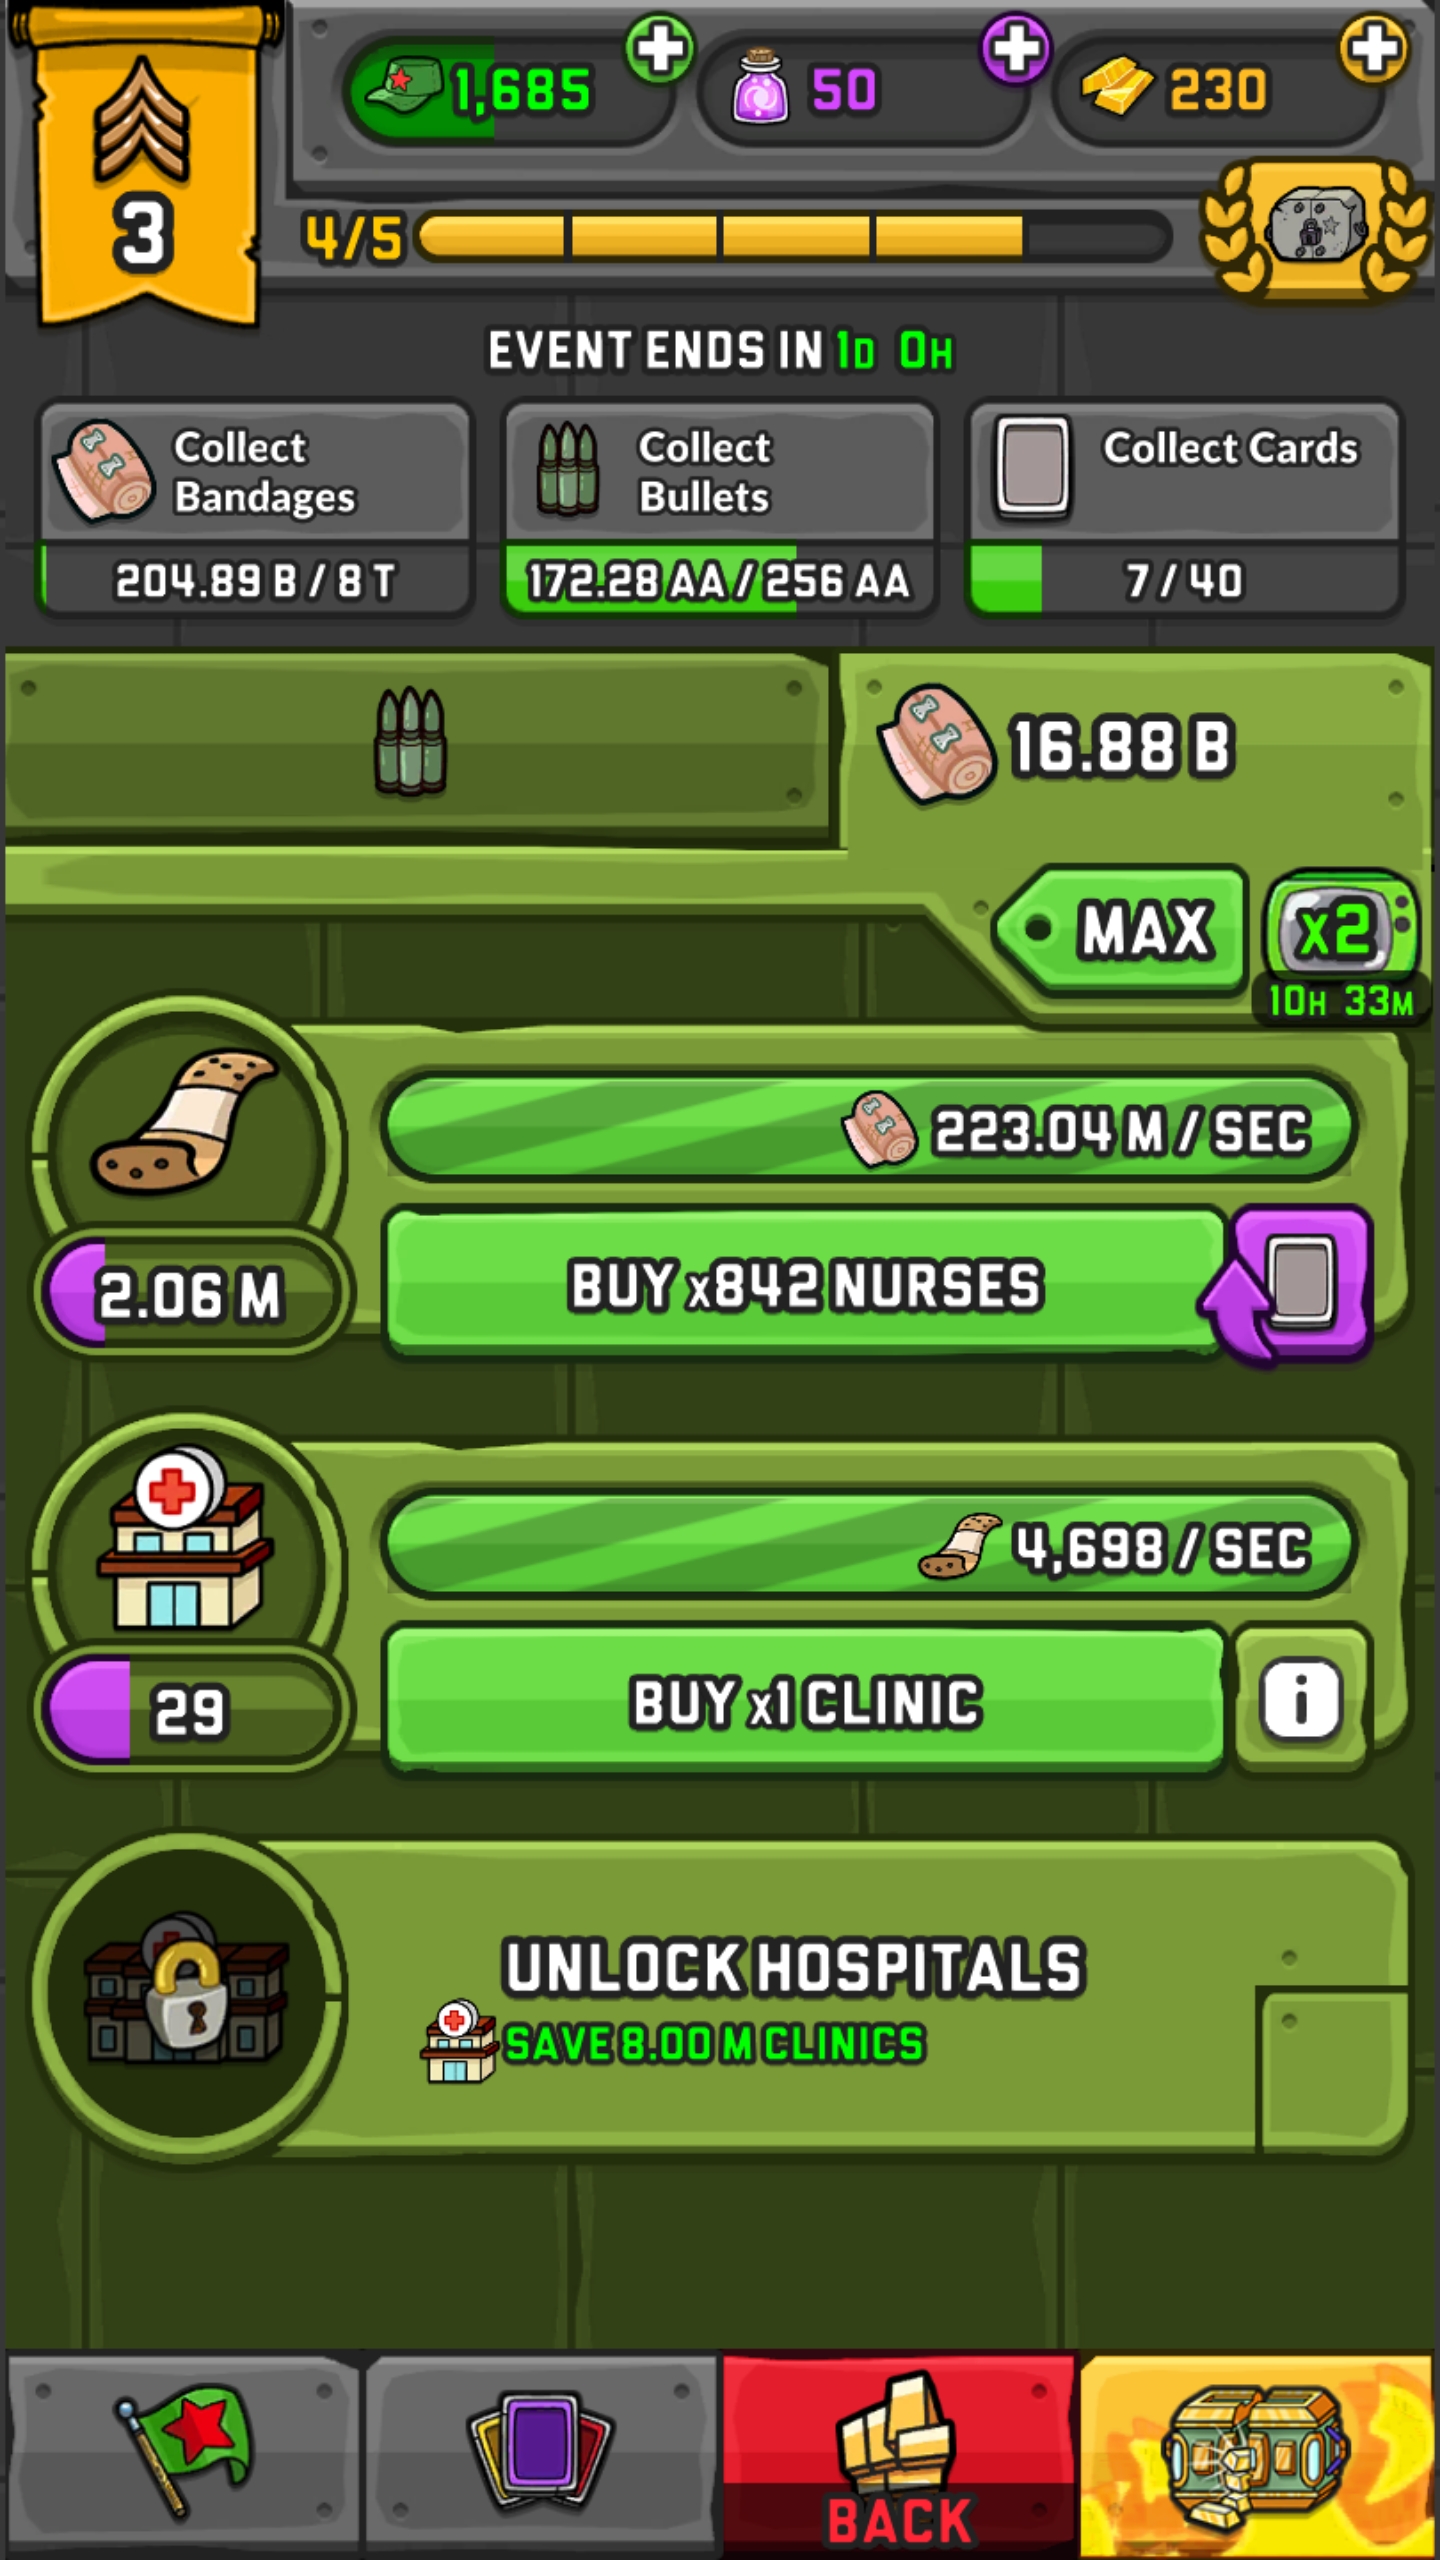 1,685
50
230
3
4/5
EVENT ENDS IN 1D 0H
Collect
Bandages
204.89 B / 8 T
Collect
Bullets
172.28 AA / 256 AA
Collect Cards
7 / 40
16.88 B
MAX
x2
10H 33M
223.04 M / SEC
2.06 M
BUY x842 NURSES
4,698 / SEC
29
BUY x1 CLINIC
i
UNLOCK HOSPITALS
SAVE 8.00 M CLINICS
BACK